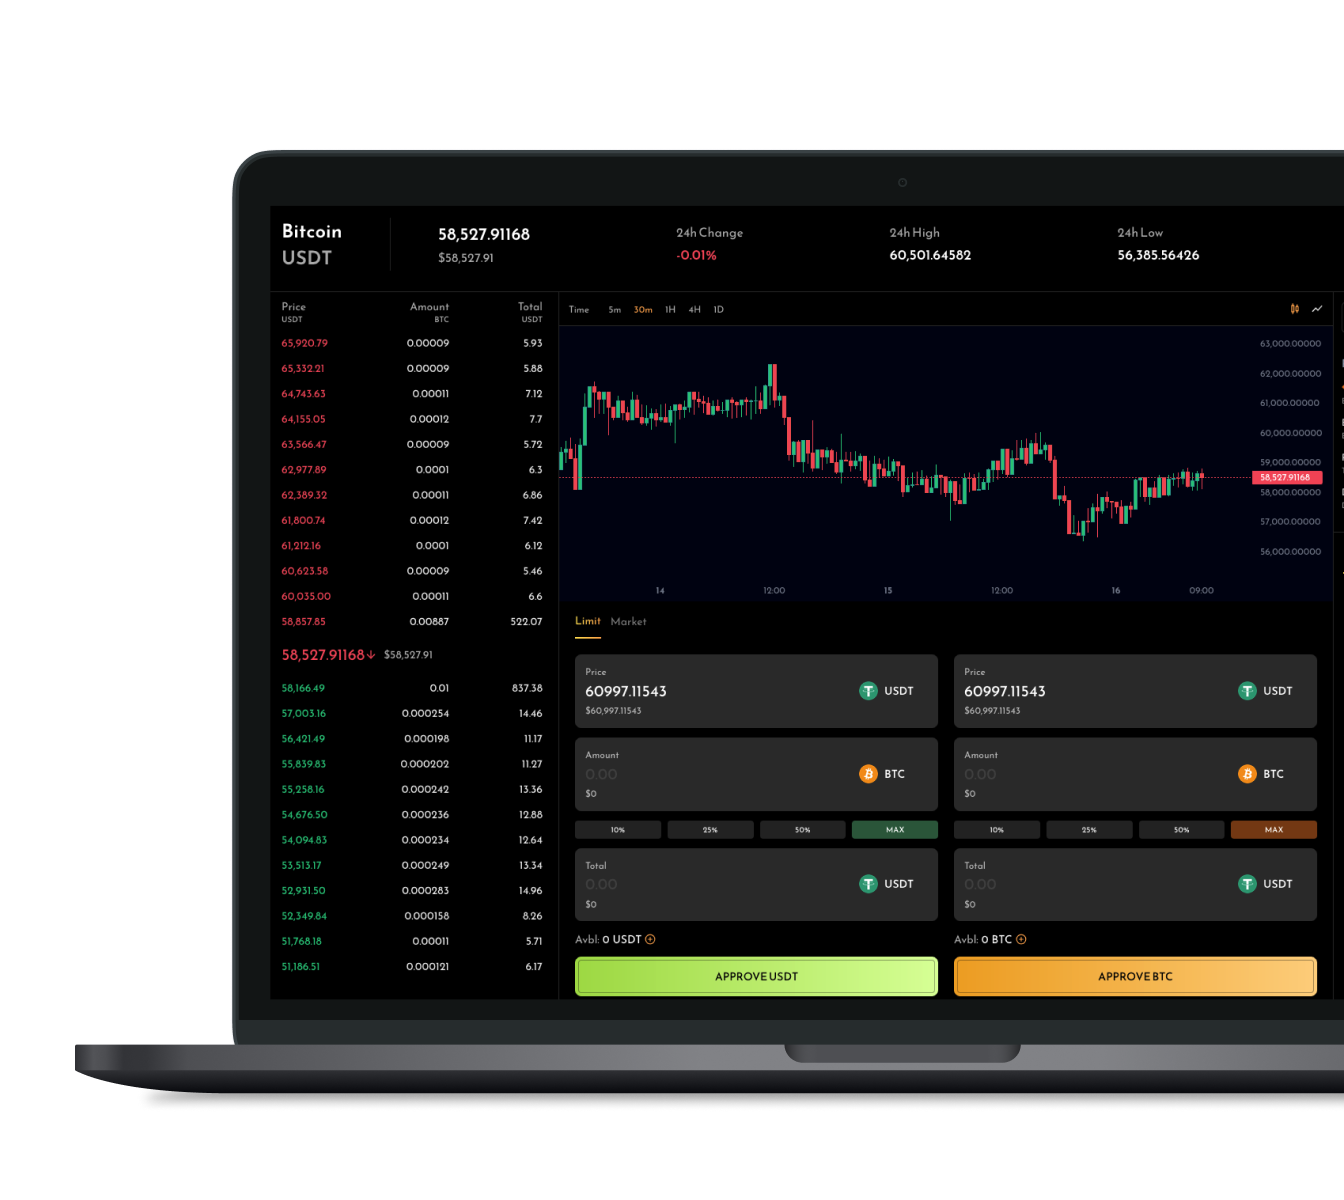 Bitcoin
USDT
58,527.91168
$58,527.91
24h Change
-0.01%
24h High
60,501.64582
24h Low
56,385.56426
Price Amount Total
USDT BTC USDT
65,920.79 0.00009 5.93
65,332.21 0.00009 5.88
64,743.63 0.00011 7.12
64,155.05 0.00012 7.7
63,566.47 0.00009 5.72
62,977.89 0.0001 6.3
62,389.32 0.00011 6.86
61,800.74 0.00012 7.42
61,212.16 0.0001 6.12
60,623.58 0.00009 5.46
60,035.00 0.00011 6.6
58,857.85 0.00887 522.07
58,527.91168↓ $58,527.91
58,166.49 0.01 837.38
57,003.16 0.000254 14.46
56,421.49 0.000198 11.17
55,839.83 0.000202 11.27
55,258.16 0.000242 13.36
54,676.50 0.000236 12.88
54,094.83 0.000234 12.64
53,513.17 0.000249 13.34
52,931.50 0.000283 14.96
52,349.84 0.000158 8.26
51,768.18 0.00011 5.71
51,186.51 0.000121 6.17
Time 5m 30m 1H 4H 1D
63,000.00000
62,000.00000
61,000.00000
60,000.00000
59,000.00000
58,527.91168
58,000.00000
57,000.00000
56,000.00000
14 12:00 15 12:00 16 09:00
Limit Market
Price
60997.11543 USDT
$60,997.11543
Amount
0.00 BTC
$0
10% 25% 50% MAX
Total
0.00 USDT
$0
Avbl: 0 USDT
APPROVE USDT
Price
60997.11543 USDT
$60,997.11543
Amount
0.00 BTC
$0
10% 25% 50% MAX
Total
0.00 USDT
$0
Avbl: 0 BTC
APPROVE BTC